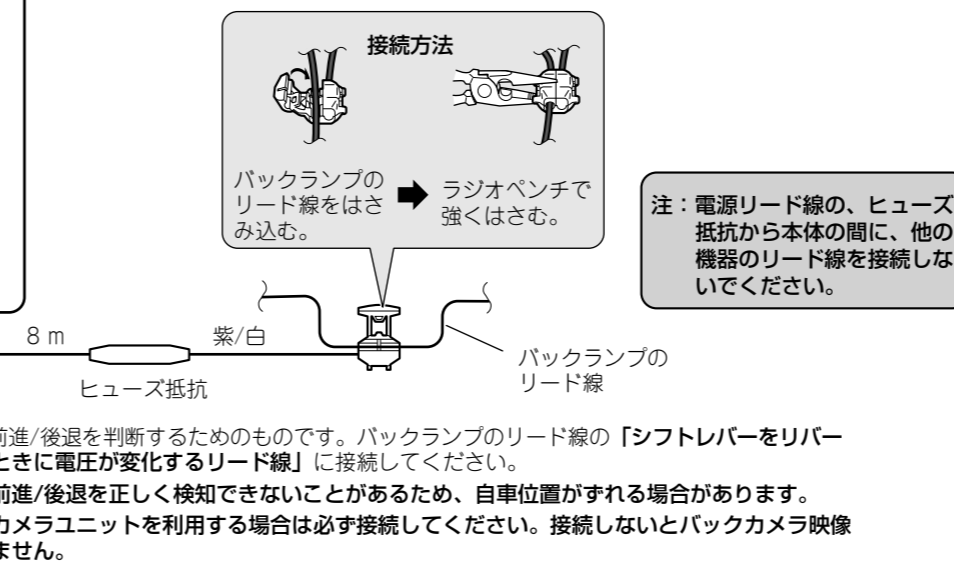 接続方法
バックランプの
リード線をはさ
み込む。
ラジオペンチで
強くはさむ。
注：電源リード線の、ヒューズ
抵抗から本体の間に、他の
機器のリード線を接続しな
いでください。
8 m
紫/白
ヒューズ抵抗
バックランプの
リード線
前進/後退を判断するためのものです。バックランプのリード線の「シフトレバーをリバー
ときに電圧が変化するリード線」に接続してください。
前進/後退を正しく検知できないことがあるため、自車位置がずれる場合があります。
カメラユニットを利用する場合は必ず接続してください。接続しないとバックカメラ映像
ません。